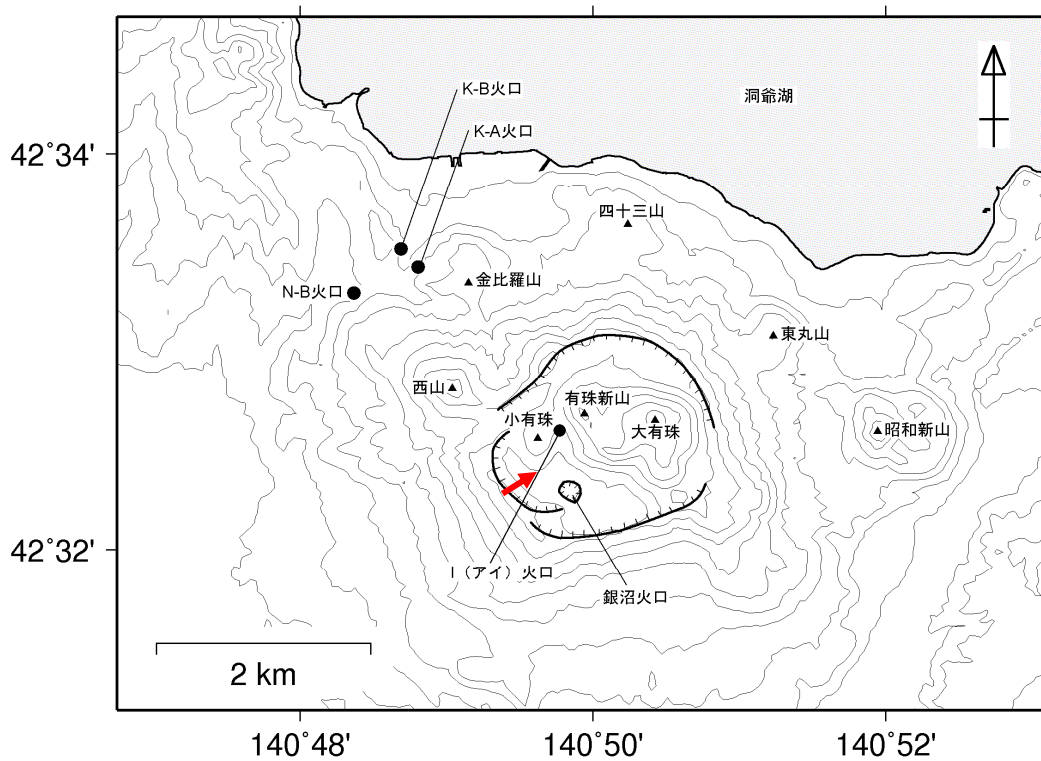 K-B火口
洞爺湖
K-A火口
42°34'
四十三山
金比羅山
N-B火口
東丸山
西山
有珠新山
小有珠
大有珠
昭和新山
42°32'
I（アイ）火口
銀沼火口
2 km
140°48'
140°50'
140°52'